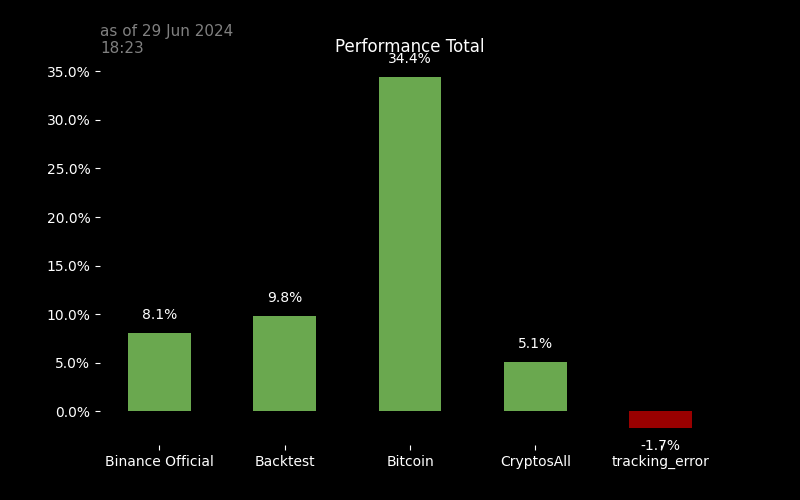 as of 29 Jun 2024
18:23
Performance Total
35.0%
30.0%
25.0%
20.0%
15.0%
10.0%
5.0%
0.0%
8.1%
9.8%
34.4%
5.1%
-1.7%
Binance Official
Backtest
Bitcoin
CryptosAll
tracking_error